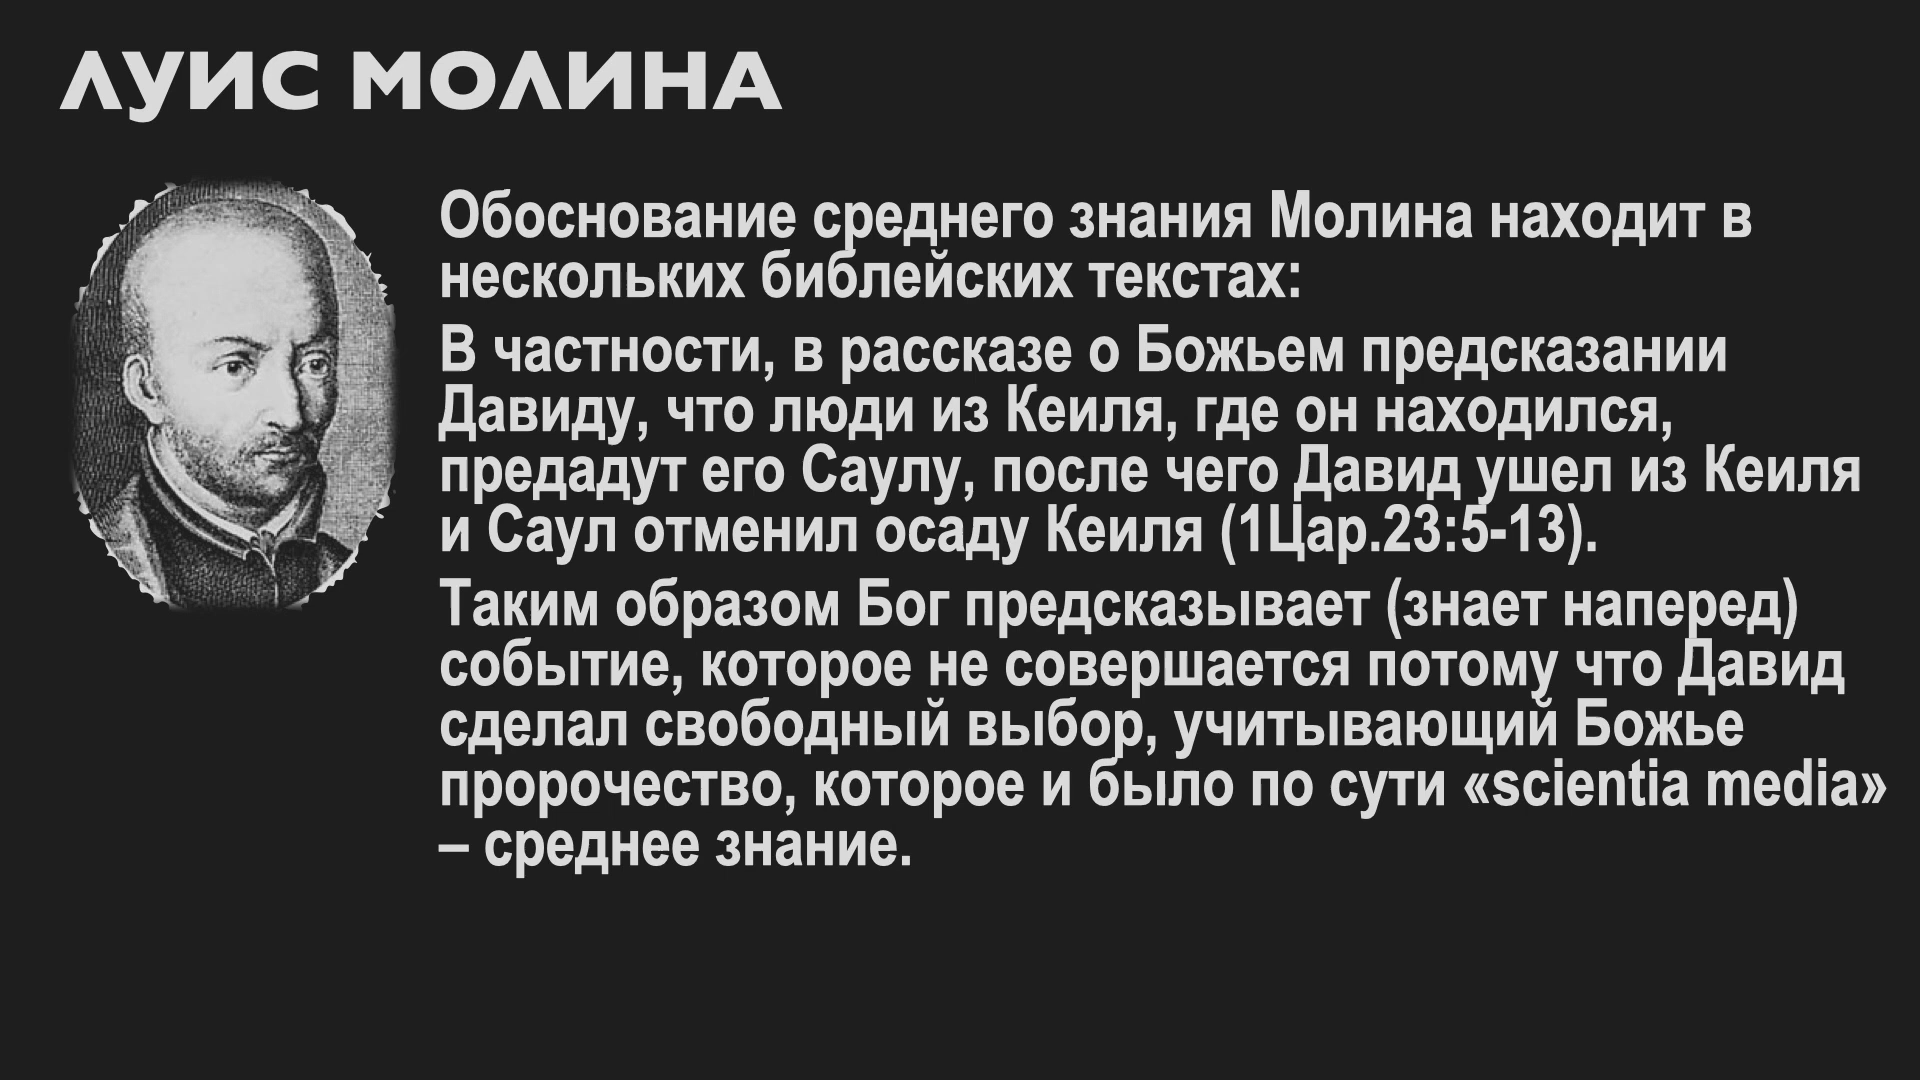 ЛУИС МОЛИНА
Обоснование среднего знания Молина находит в
нескольких библейских текстах:
В частности, в рассказе о Божьем предсказании
Давиду, что люди из Кеиля, где он находился,
предадут его Саулу, после чего Давид ушел из Кеиля
и Саул отменил осаду Кеиля (1Цар.23:5-13).
Таким образом Бог предсказывает (знает наперед)
событие, которое не совершается потому что Давид
сделал свободный выбор, учитывающий Божье
пророчество, которое и было по сути «scientia media»
– среднее знание.